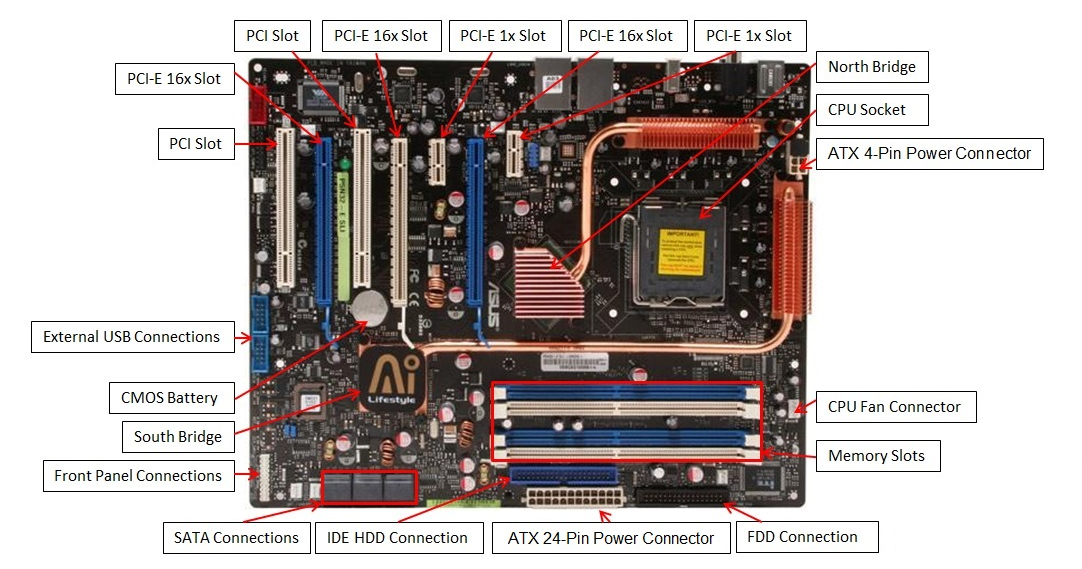 PCI Slot
PCI-E 16x Slot
PCI-E 1x Slot
PCI-E 16x Slot
PCI-E 1x Slot
PCI-E 16x Slot
North Bridge
CPU Socket
PCI Slot
ATX 4-Pin Power Connector
P5N32-E SLI
IMPORTANT!
FC CE
ASUS
External USB Connections
Ai
Lifestyle
CMOS Battery
CPU Fan Connector
South Bridge
Memory Slots
Front Panel Connections
SATA Connections
IDE HDD Connection
ATX 24-Pin Power Connector
FDD Connection